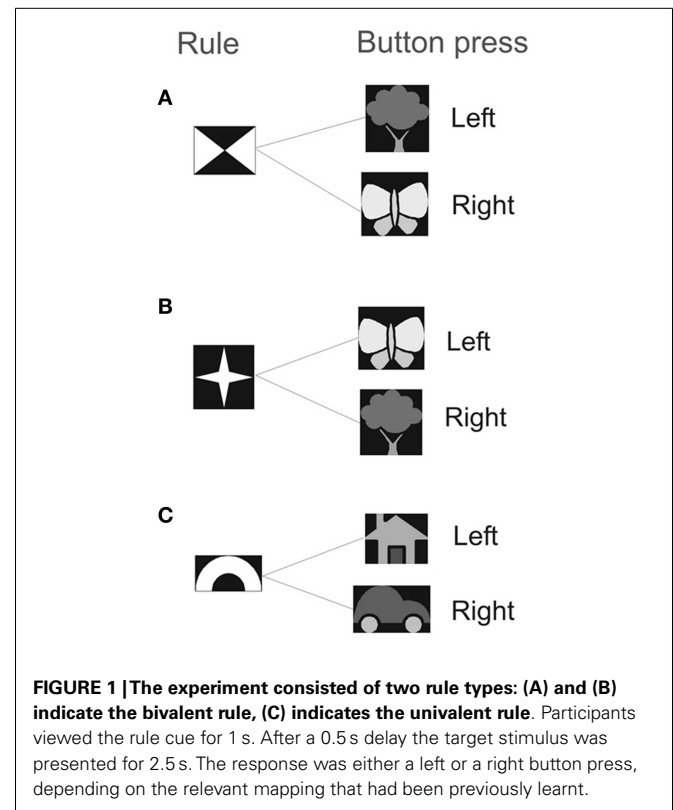 Rule Button press
A
Left
Right
B
Left
Right
C
Left
Right
FIGURE 1 | The experiment consisted of two rule types: (A) and (B)
indicate the bivalent rule, (C) indicates the univalent rule. Participants
viewed the rule cue for 1 s. After a 0.5 s delay the target stimulus was
presented for 2.5 s. The response was either a left or a right button press,
depending on the relevant mapping that had been previously learnt.